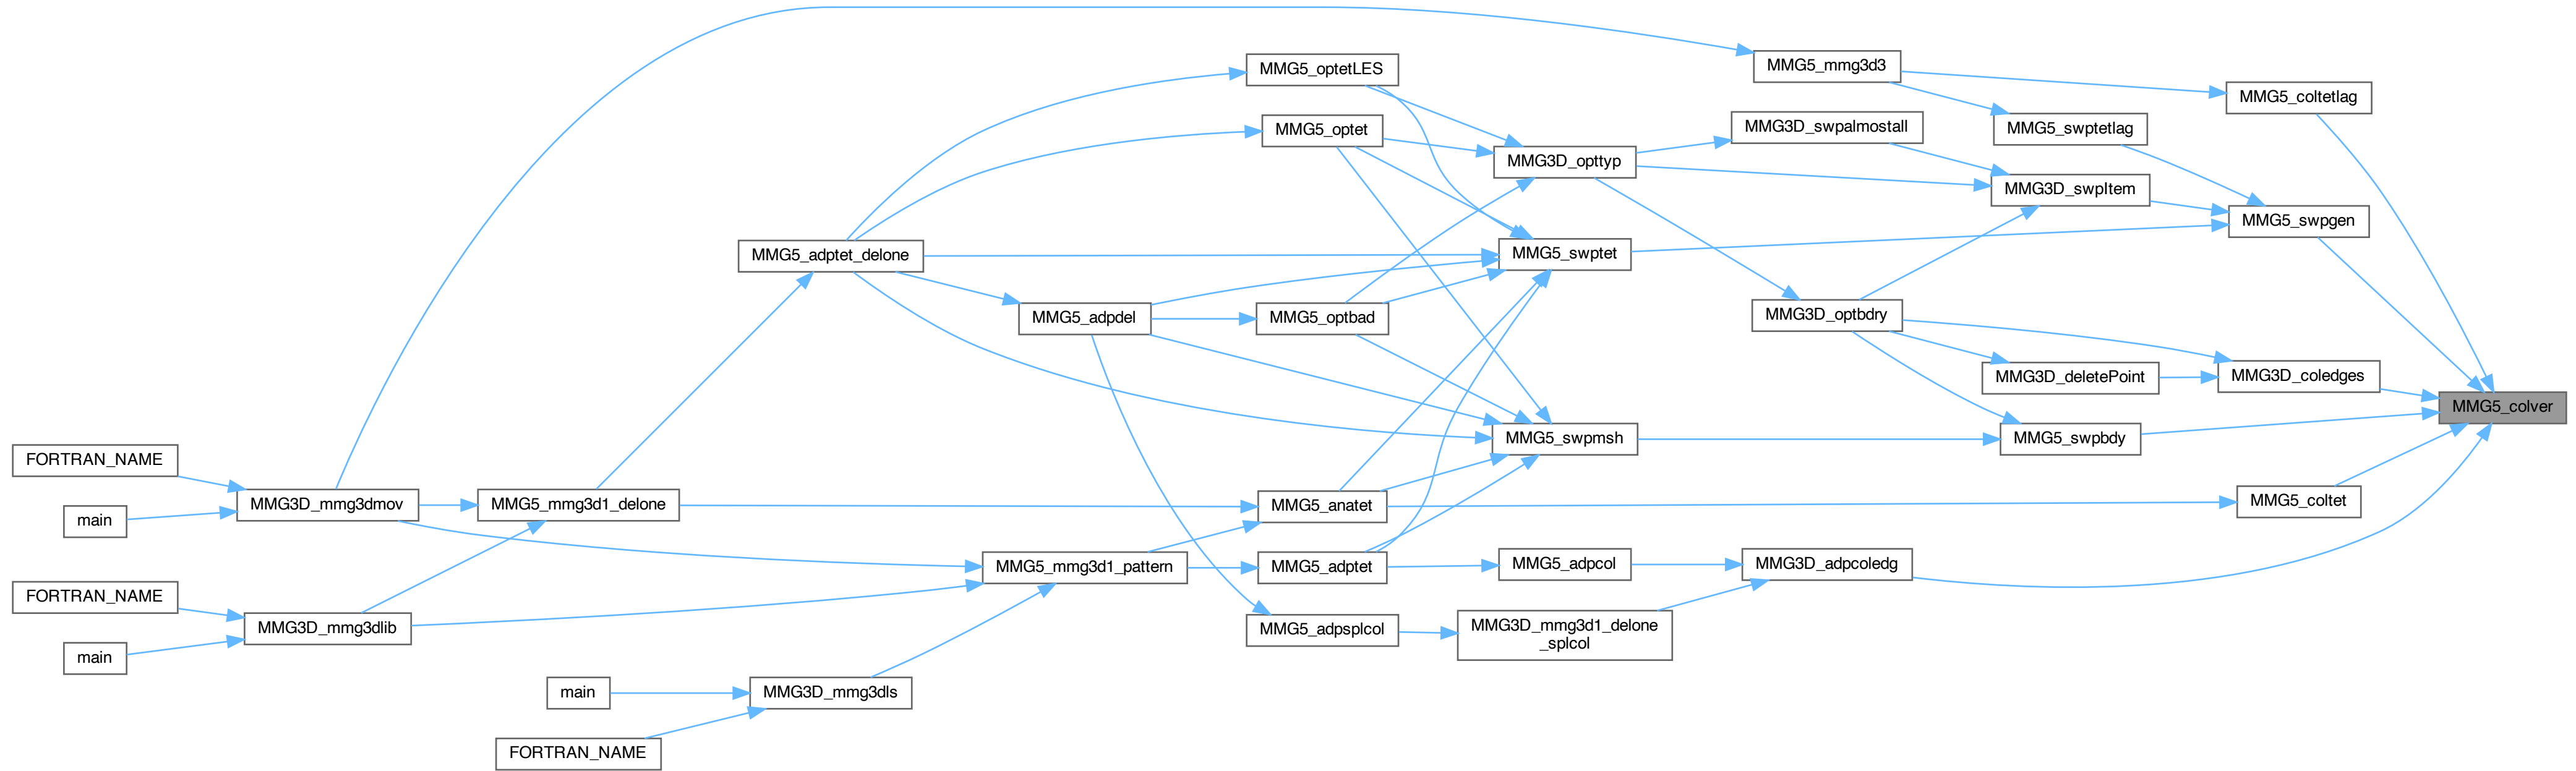 MMG5_mmg3d3
MMG5_optetLES
MMG5_coltetlag
MMG3D_swpalmostall
MMG5_optet
MMG5_swptetlag
MMG3D_opttyp
MMG3D_swpItem
MMG5_swpgen
MMG5_adptet_delone
MMG5_swptet
MMG5_adpdel
MMG5_optbad
MMG3D_optbdry
MMG3D_deletePoint
MMG3D_coledges
MMG5_colver
MMG5_swpmsh
MMG5_swpbdy
FORTRAN_NAME
MMG3D_mmg3dmov
MMG5_mmg3d1_delone
MMG5_anatet
MMG5_coltet
main
MMG5_mmg3d1_pattern
MMG5_adptet
MMG5_adpcol
MMG3D_adpcoledg
FORTRAN_NAME
MMG3D_mmg3dlib
MMG5_adpsplcol
MMG3D_mmg3d1_delone
_splcol
main
main
MMG3D_mmg3dls
FORTRAN_NAME